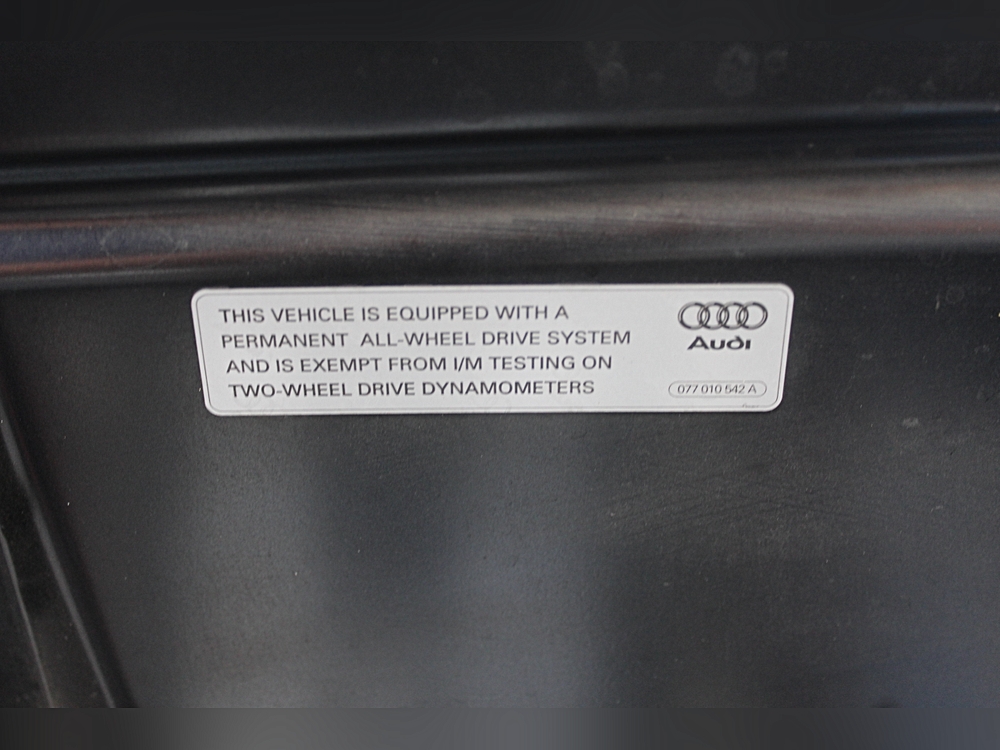 THIS VEHICLE IS EQUIPPED WITH A
PERMANENT ALL-WHEEL DRIVE SYSTEM
AND IS EXEMPT FROM I/M TESTING ON
TWO-WHEEL DRIVE DYNAMOMETERS
Audi
077 010 542 A